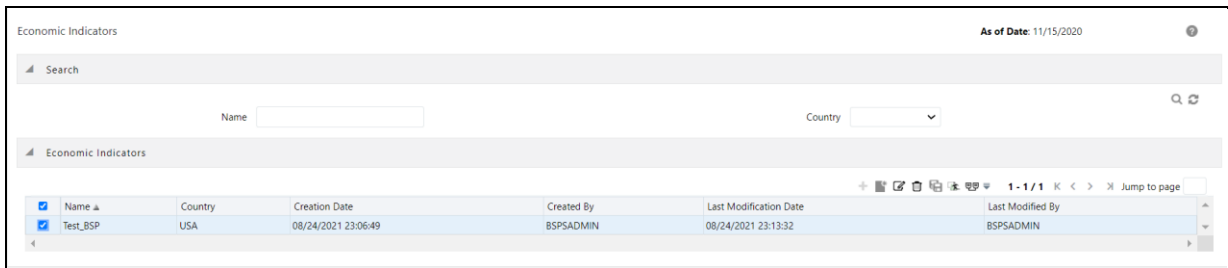 Economic Indicators As of Date: 11/15/2020
Search
Name Country
Economic Indicators
1 - 1 / 1 Jump to page
Name Country Creation Date Created By Last Modification Date Last Modified By
Test_BSP USA 08/24/2021 23:06:49 BSPSADMIN 08/24/2021 23:13:32 BSPSADMIN